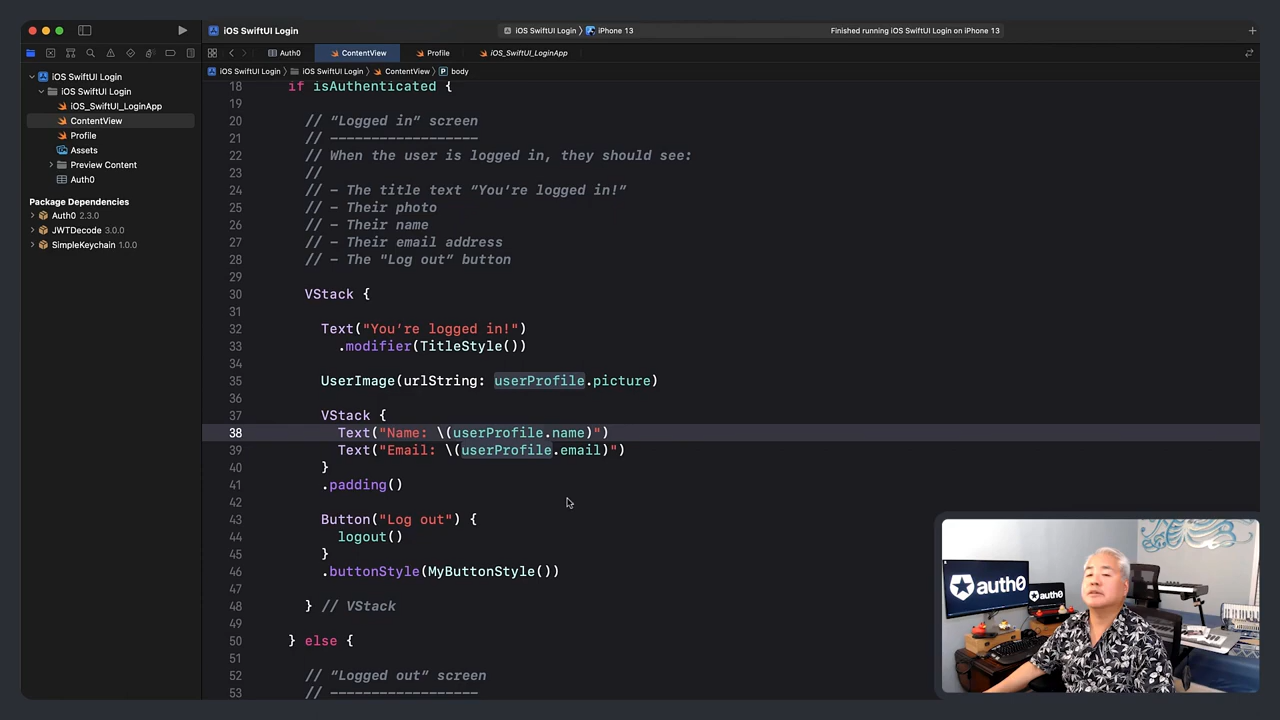 iOS SwiftUI Login
iOS SwiftUI Login
iPhone 13
Finished running iOS SwiftUI Login on iPhone 13
Auth0
ContentView
Profile
iOS_SwiftUI_LoginApp
iOS SwiftUI Login
iOS SwiftUI Login
ContentView
P body
iOS SwiftUI Login
iOS SwiftUI Login
iOS_SwiftUI_LoginApp
ContentView
Profile
Assets
Preview Content
Auth0
Package Dependencies
Auth0 2.3.0
JWTDecode 3.0.0
SimpleKeychain 1.0.0
18 if isAuthenticated {
19
20 // “Logged in“ screen
21 // ------------------
22 // When the user is logged in, they should see:
23 //
24 // - The title text “You’re logged in!”
25 // - Their photo
26 // - Their name
27 // - Their email address
28 // - The "Log out” button
29
30 VStack {
31
32 Text("You’re logged in!")
33 .modifier(TitleStyle())
34
35 UserImage(urlString: userProfile.picture)
36
37 VStack {
38 Text("Name: \(userProfile.name)")
39 Text("Email: \(userProfile.email)")
40 }
41 .padding()
42
43 Button("Log out") {
44 logout()
45 }
46 .buttonStyle(MyButtonStyle())
47
48 } // VStack
49
50 } else {
51
52 // “Logged out” screen
53 // ------------------
auth0
auth0